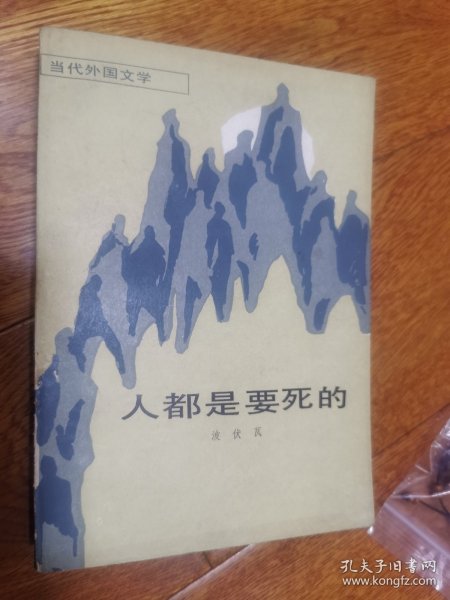 当代外国文学
人都是要死的
波伏瓦
孔夫子旧书网
www.kongfz.com